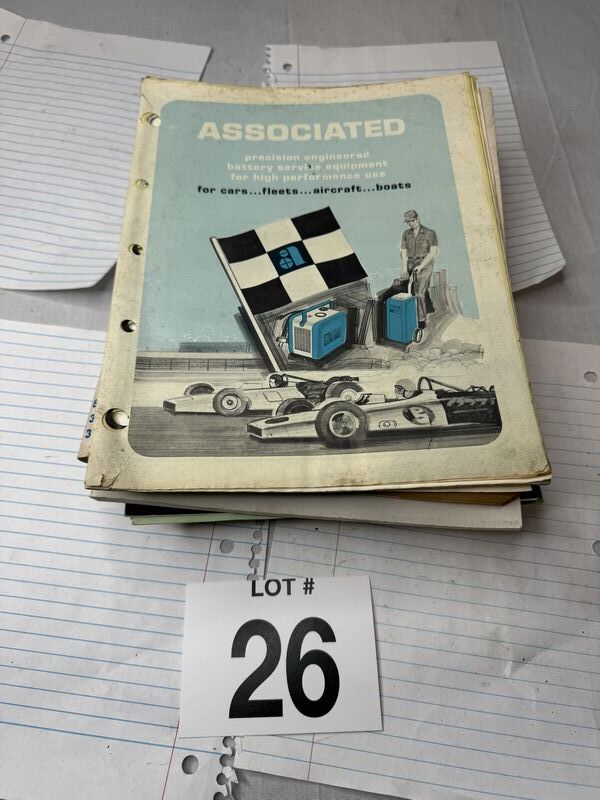 ASSOCIATED
precision engineered
battery service equipment
for high performance use
for cars...fleets...aircraft...boats
a
LOT #
26